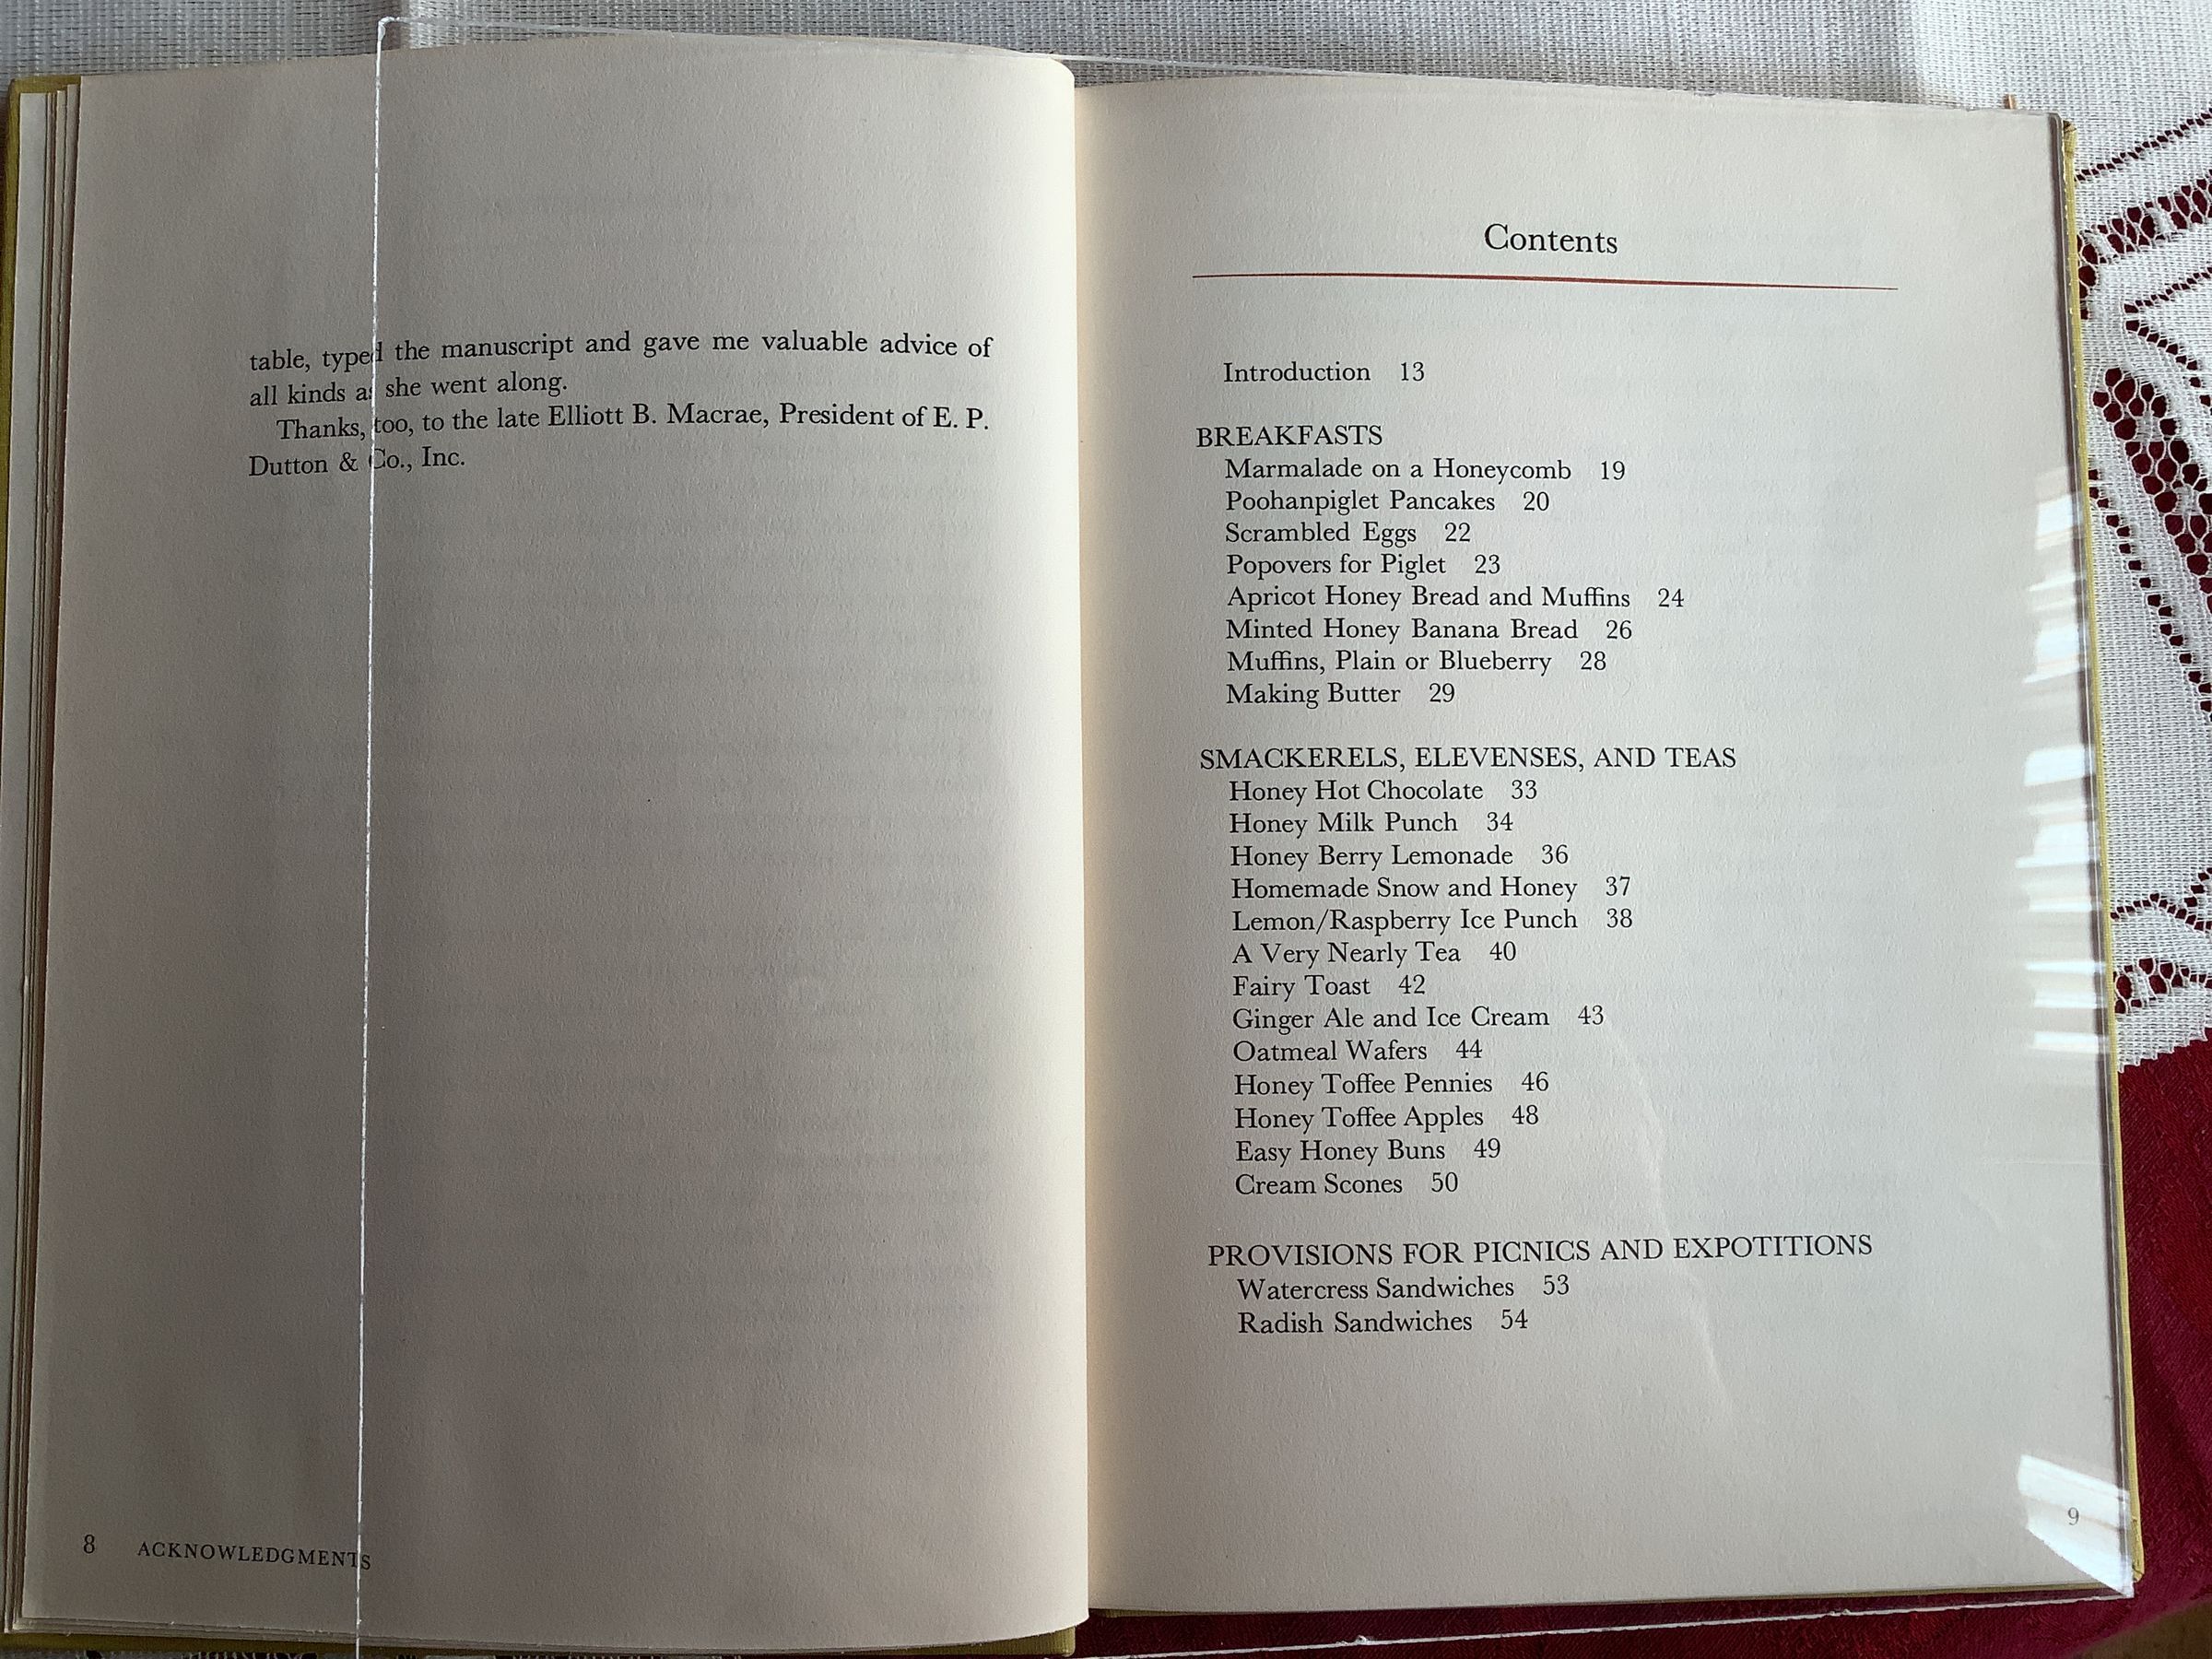 table, typed the manuscript and gave me valuable advice of
all kinds as she went along.
Thanks, too, to the late Elliott B. Macrae, President of E. P.
Dutton & Co., Inc.
8 ACKNOWLEDGMENTS
Contents
Introduction 13
BREAKFASTS
Marmalade on a Honeycomb 19
Poohanpiglet Pancakes 20
Scrambled Eggs 22
Popovers for Piglet 23
Apricot Honey Bread and Muffins 24
Minted Honey Banana Bread 26
Muffins, Plain or Blueberry 28
Making Butter 29
SMACKERELS, ELEVENSES, AND TEAS
Honey Hot Chocolate 33
Honey Milk Punch 34
Honey Berry Lemonade 36
Homemade Snow and Honey 37
Lemon/Raspberry Ice Punch 38
A Very Nearly Tea 40
Fairy Toast 42
Ginger Ale and Ice Cream 43
Oatmeal Wafers 44
Honey Toffee Pennies 46
Honey Toffee Apples 48
Easy Honey Buns 49
Cream Scones 50
PROVISIONS FOR PICNICS AND EXPOTITIONS
Watercress Sandwiches 53
Radish Sandwiches 54
9